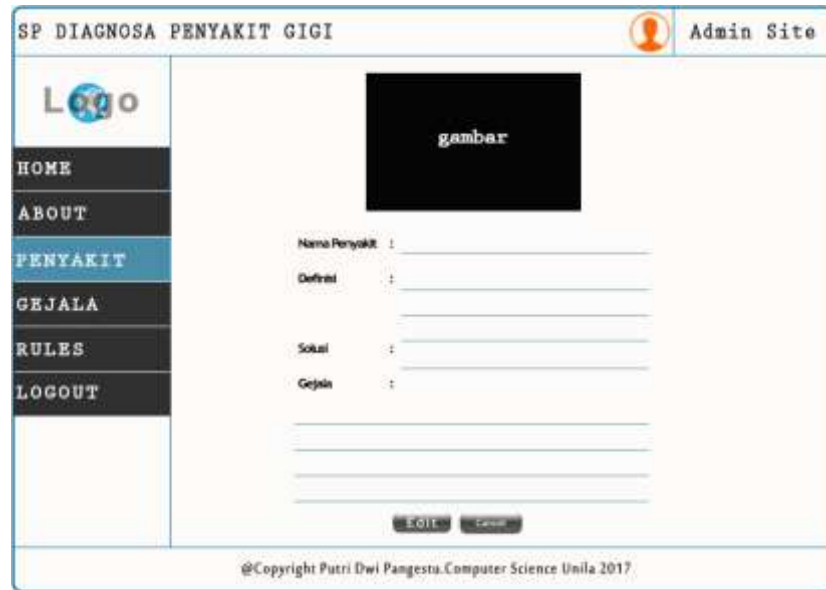 SP DIAGNOSA PENYAKIT GIGI
Admin Site
Logo
HOME
ABOUT
PENYAKIT
GEJALA
RULES
LOGOUT
gambar
Nama Penyakit :
Definisi :
Solusi :
Gejala :
Edit Cancel
@Copyright Putri Dwi Pangestu.Computer Science Unila 2017